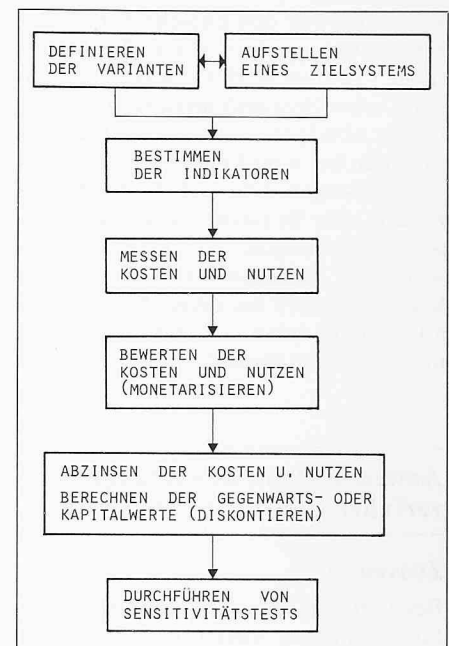 DEFINIEREN
DER VARIANTEN
AUFSTELLEN
EINES ZIELSYSTEMS
BESTIMMEN
DER INDIKATOREN
MESSEN DER
KOSTEN UND NUTZEN
BEWERTEN DER
KOSTEN UND NUTZEN
(MONETARISIEREN)
ABZINSEN DER KOSTEN U. NUTZEN
BERECHNEN DER GEGENWARTS- ODER
KAPITALWERTE (DISKONTIEREN)
DURCHFÜHREN VON
SENSITIVITÄTSTESTS